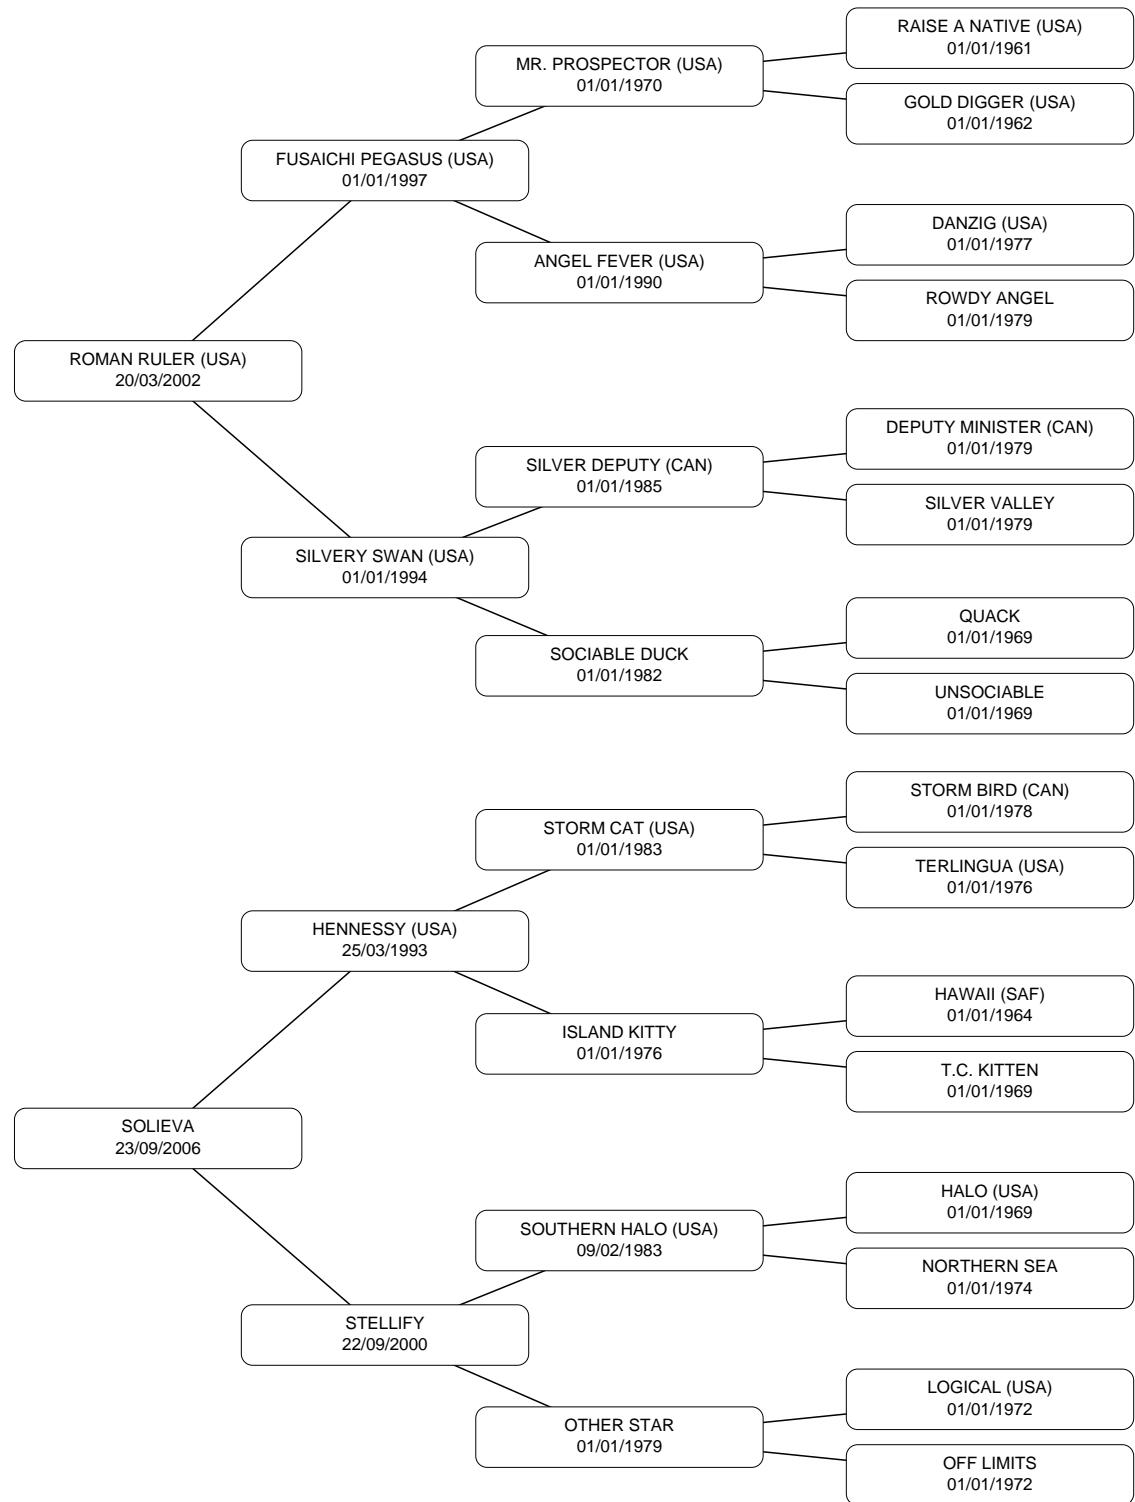 RAISE A NATIVE (USA)
01/01/1961
MR. PROSPECTOR (USA)
01/01/1970
GOLD DIGGER (USA)
01/01/1962
FUSAICHI PEGASUS (USA)
01/01/1997
DANZIG (USA)
01/01/1977
ANGEL FEVER (USA)
01/01/1990
ROWDY ANGEL
01/01/1979
ROMAN RULER (USA)
20/03/2002
DEPUTY MINISTER (CAN)
01/01/1979
SILVER DEPUTY (CAN)
01/01/1985
SILVER VALLEY
01/01/1979
SILVERY SWAN (USA)
01/01/1994
QUACK
01/01/1969
SOCIABLE DUCK
01/01/1982
UNSOCIABLE
01/01/1969
STORM BIRD (CAN)
01/01/1978
STORM CAT (USA)
01/01/1983
TERLINGUA (USA)
01/01/1976
HENNESSY (USA)
25/03/1993
HAWAII (SAF)
01/01/1964
ISLAND KITTY
01/01/1976
T.C. KITTEN
01/01/1969
SOLIEVA
23/09/2006
HALO (USA)
01/01/1969
SOUTHERN HALO (USA)
09/02/1983
NORTHERN SEA
01/01/1974
STELLIFY
22/09/2000
LOGICAL (USA)
01/01/1972
OTHER STAR
01/01/1979
OFF LIMITS
01/01/1972